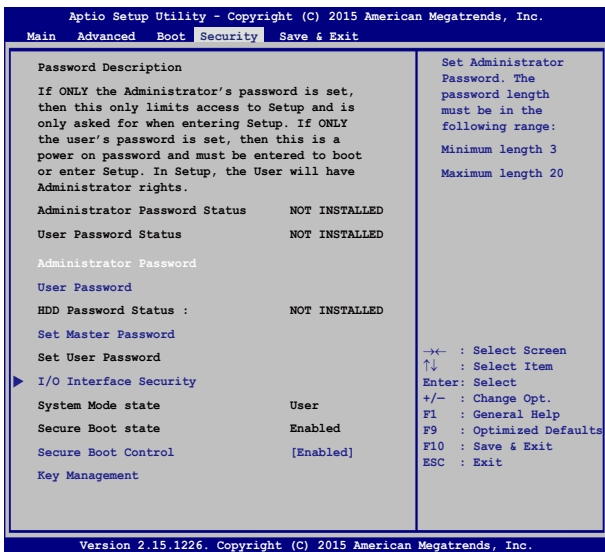 Aptio Setup Utility - Copyright (C) 2015 American Megatrends, Inc.
Main Advanced Boot Security Save & Exit
Password Description
If ONLY the Administrator's password is set,
then this only limits access to Setup and is
only asked for when entering Setup. If ONLY
the user's password is set, then this is a
power on password and must be entered to boot
or enter Setup. In Setup, the User will have
Administrator rights.
Administrator Password Status NOT INSTALLED
User Password Status NOT INSTALLED
Administrator Password
User Password
HDD Password Status : NOT INSTALLED
Set Master Password
Set User Password
I/O Interface Security
System Mode state User
Secure Boot state Enabled
Secure Boot Control [Enabled]
Key Management
Set Administrator
Password. The
password length
must be in the
following range:
Minimum length 3
Maximum length 20
→← : Select Screen
↑↓ : Select Item
Enter: Select
+/— : Change Opt.
F1 : General Help
F9 : Optimized Defaults
F10 : Save & Exit
ESC : Exit
Version 2.15.1226. Copyright (C) 2015 American Megatrends, Inc.